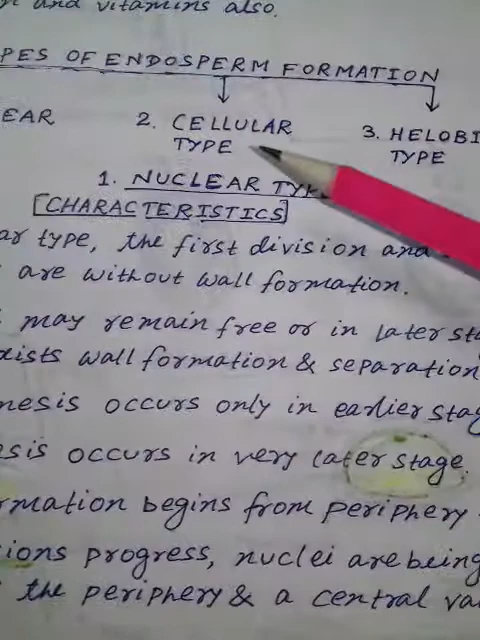 and vitamins also.
PES OF ENDOSPERM FORMATION
EAR 2. CELLULAR TYPE 3. HELOBI TYPE
1. NUCLEAR TYP
[CHARACTERISTICS]
ar type, the first division and
are without wall formation.
may remain free or in later sta
xists wall formation & separation
nesis occurs only in earlier stag
sis occurs in very later stage.
rmation begins from periphery
ions progress, nuclei are being
the periphery & a central va